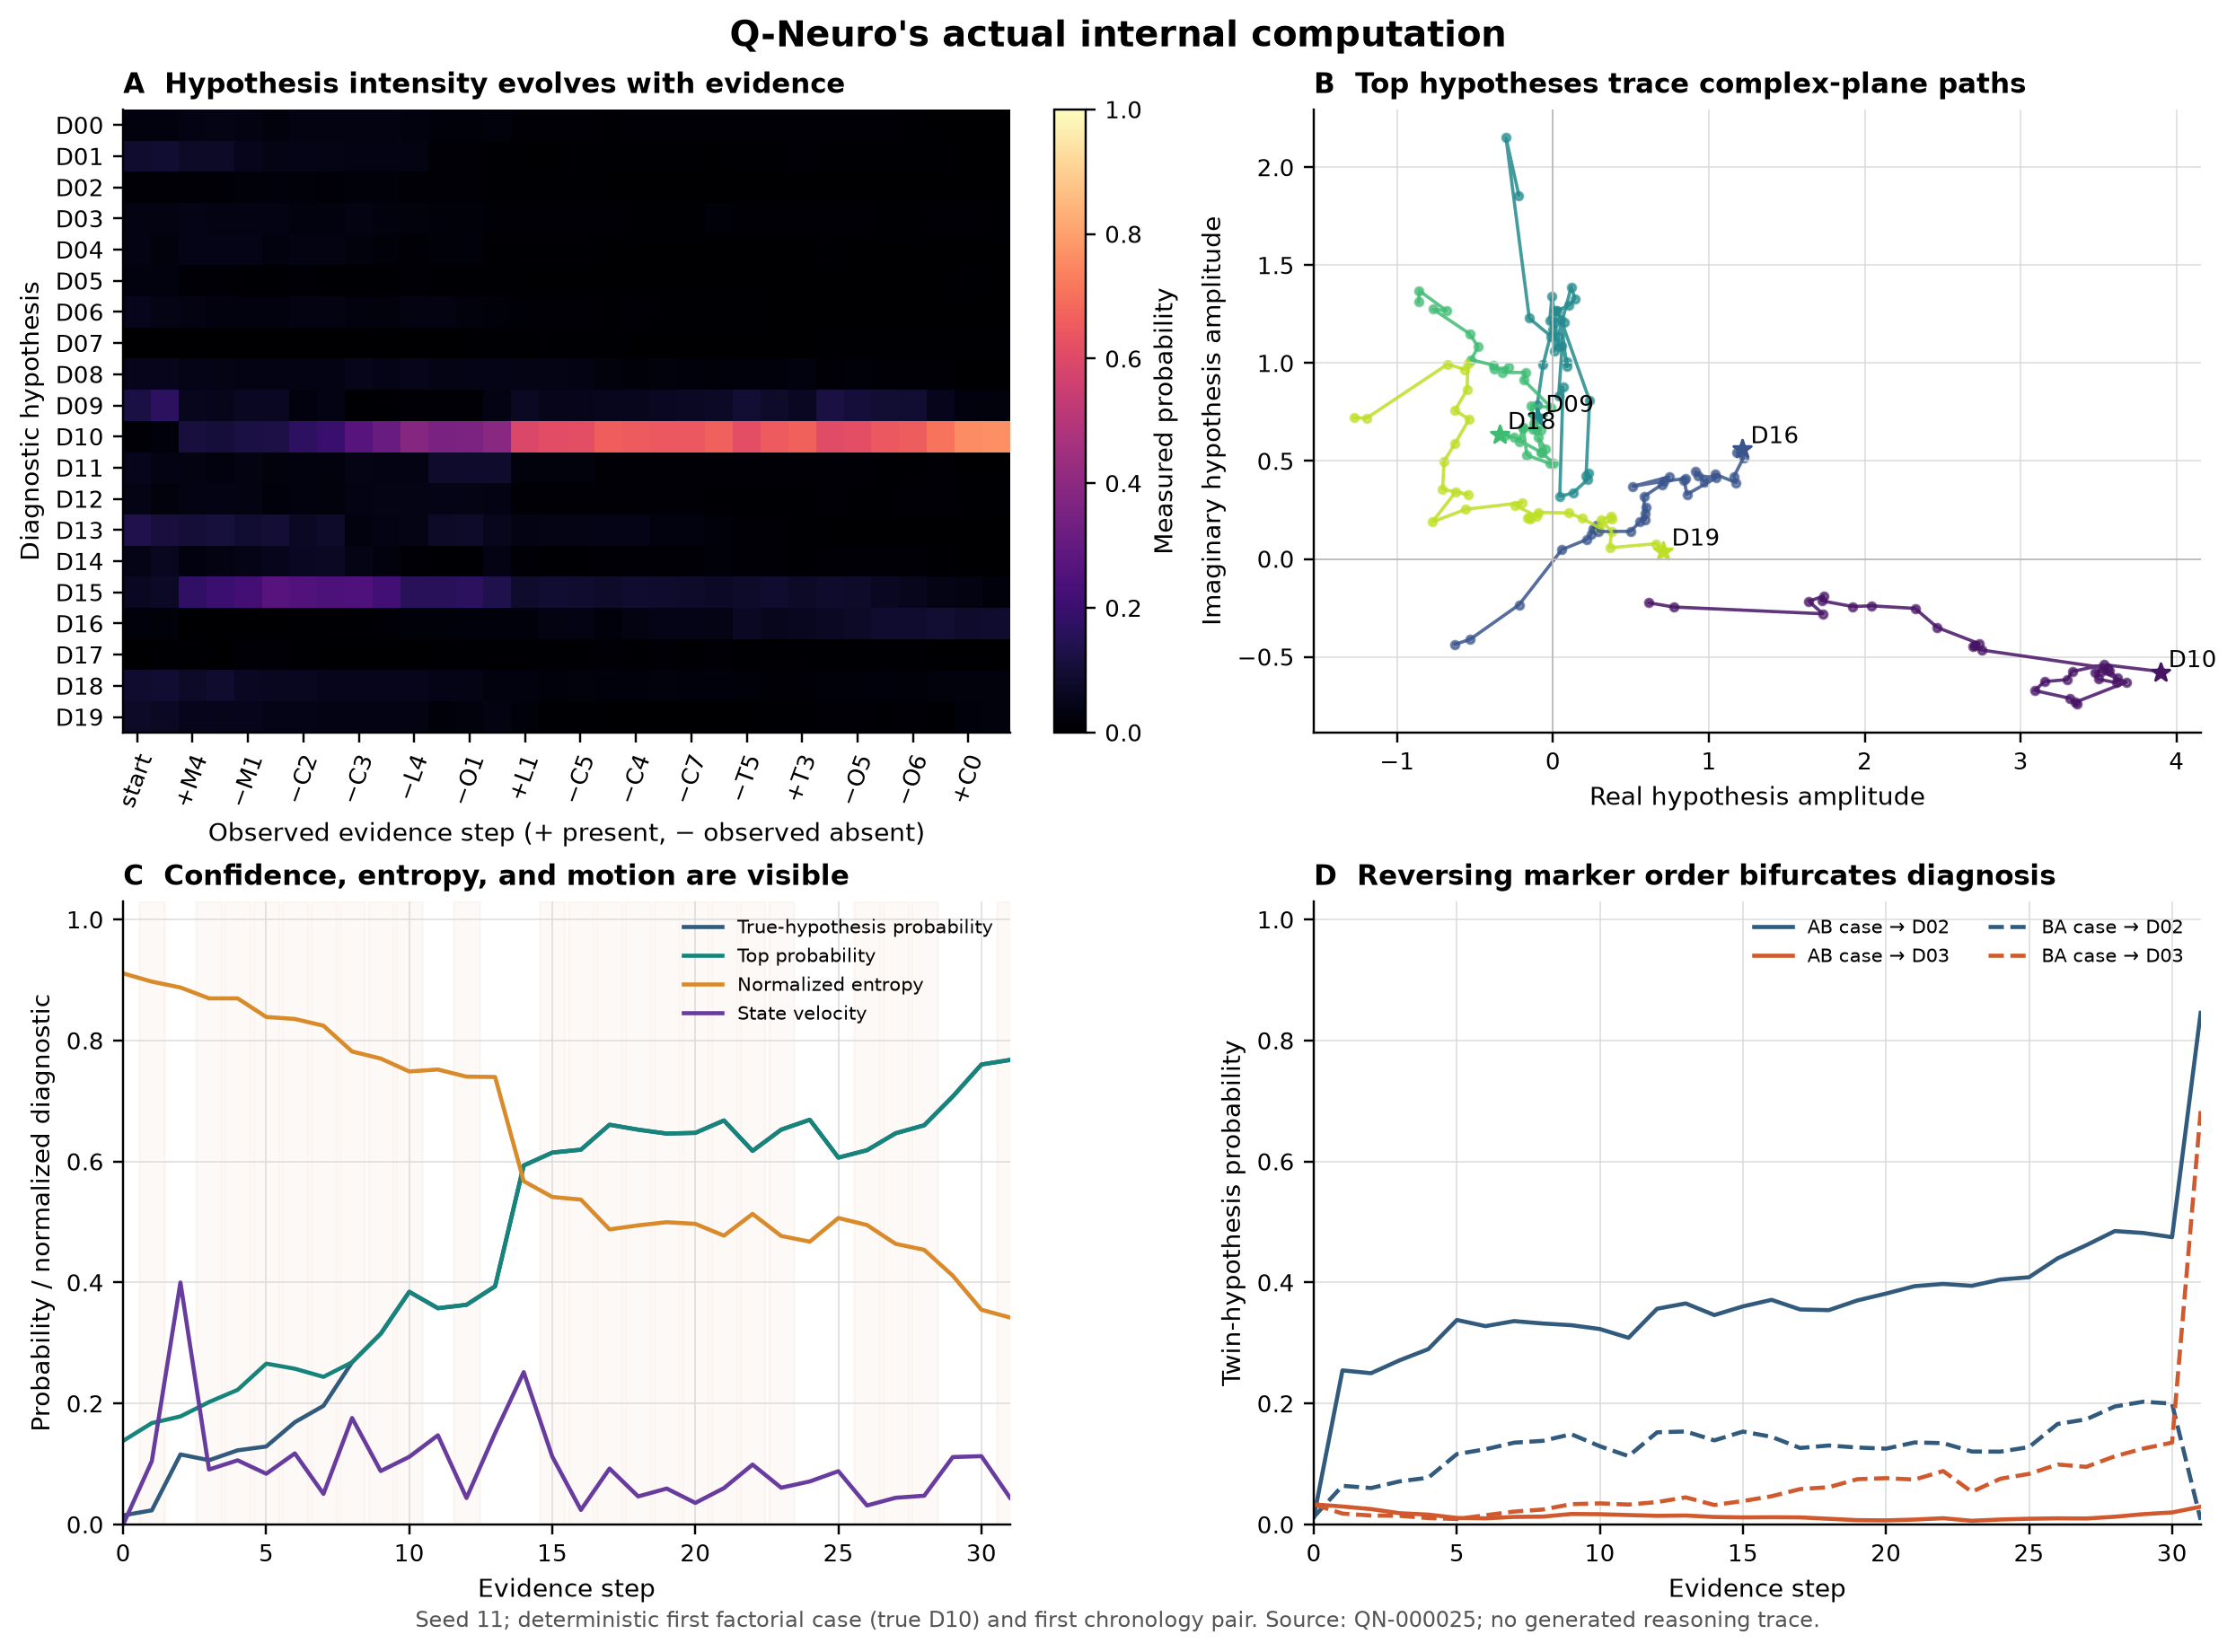 Q-Neuro's actual internal computation
A Hypothesis intensity evolves with evidence
D00
D01
D02
D03
D04
D05
D06
D07
D08
D09
D10
D11
D12
D13
D14
D15
D16
D17
D18
D19
Diagnostic hypothesis
start
+M4
−M1
−C2
−C3
−L4
−O1
+L1
−C5
−C4
−C7
−T5
+T3
−O5
−O6
+C0
Observed evidence step (+ present, − observed absent)
1.0
0.8
0.6
0.4
0.2
0.0
Measured probability
B Top hypotheses trace complex-plane paths
2.0
1.5
1.0
0.5
0.0
−0.5
Imaginary hypothesis amplitude
D09
D18
D16
D19
D10
−1
0
1
2
3
4
Real hypothesis amplitude
C Confidence, entropy, and motion are visible
1.0
0.8
0.6
0.4
0.2
0.0
Probability / normalized diagnostic
True-hypothesis probability
Top probability
Normalized entropy
State velocity
0
5
10
15
20
25
30
Evidence step
D Reversing marker order bifurcates diagnosis
1.0
0.8
0.6
0.4
0.2
0.0
Twin-hypothesis probability
AB case → D02
AB case → D03
BA case → D02
BA case → D03
0
5
10
15
20
25
30
Evidence step
Seed 11; deterministic first factorial case (true D10) and first chronology pair. Source: QN-000025; no generated reasoning trace.